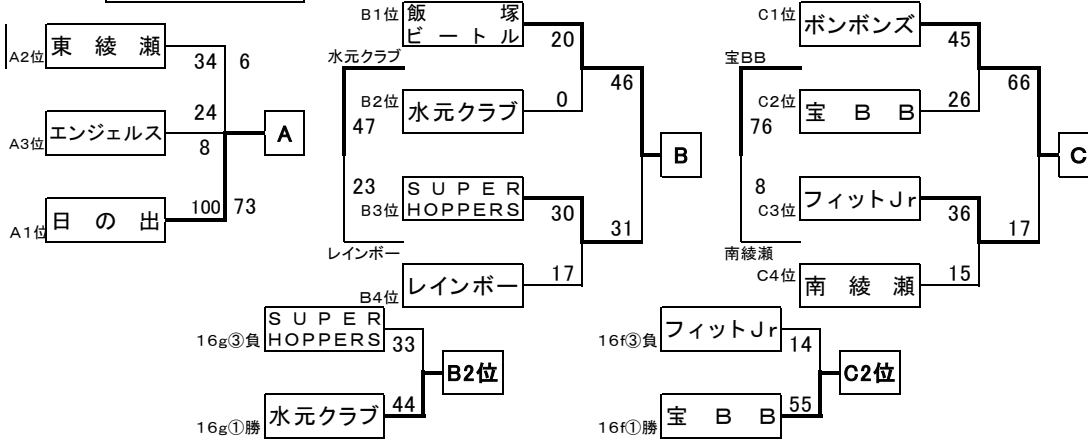 A2位 東 綾 瀬
34 6
A3位 エンジェルス
24
8
A
A1位 日 の 出
100 73
B1位 飯 塚
ビ ー ト ル
20
水元クラブ
46
B2位 水元クラブ
0
47
B
23
B3位 S U P E R
HOPPERS
30
31
レインボー
B4位 レインボー
17
C1位 ボンボンズ
45
宝BB
66
C2位 宝 B B
26
76
C
8
C3位 フィットJr
36
17
南綾瀬
C4位 南 綾 瀬
15
16g③負 S U P E R
HOPPERS
33
B2位
16g①勝 水元クラブ
44
16f③負 フィットJr
14
C2位
16f①勝 宝 B B
55